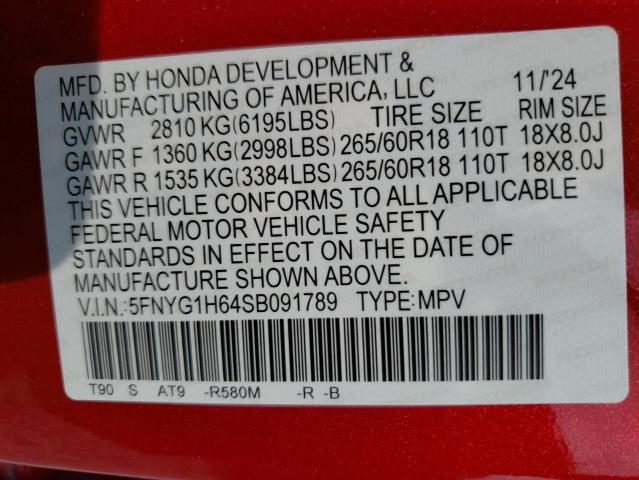 MFD. BY HONDA DEVELOPMENT &
MANUFACTURING OF AMERICA, LLC 11/'24
GVWR 2810 KG(6195LBS) TIRE SIZE RIM SIZE
GAWR F 1360 KG(2998LBS) 265/60R18 110T 18X8.0J
GAWR R 1535 KG(3384LBS) 265/60R18 110T 18X8.0J
THIS VEHICLE CONFORMS TO ALL APPLICABLE
FEDERAL MOTOR VEHICLE SAFETY
STANDARDS IN EFFECT ON THE DATE OF
MANUFACTURE SHOWN ABOVE.
V.I.N.:5FNYG1H64SB091789 TYPE:MPV
T90 S AT9 -R580M -R -B